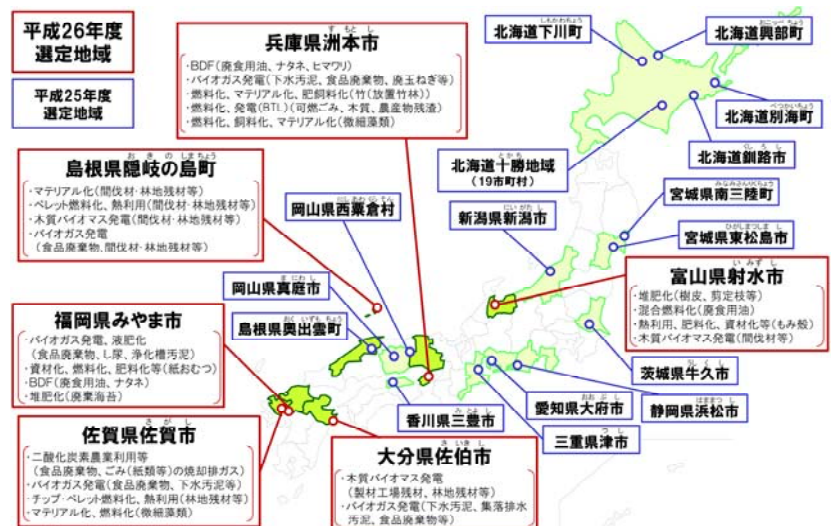 平成26年度
選定地域
平成25年度
選定地域
兵庫県洲本市
・BDF(廃食用油、ナタネ、ヒマワリ)
・バイオガス発電(下水汚泥、食品廃棄物、廃玉ねぎ等)
・燃料化、マテリアル化、肥飼料化(竹(放置竹林))
・燃料化、発電(BTL)(可燃ごみ、木質、農産物残渣)
・燃料化、飼料化、マテリアル化(微細藻類)
北海道下川町
北海道興部町
北海道別海町
北海道釧路市
北海道十勝地域
(19市町村)
島根県隠岐の島町
・マテリアル化(間伐材・林地残材等)
・ペレット燃料化、熱利用(間伐材・林地残材等)
・木質バイオマス発電(間伐材・林地残材等)
・バイオガス発電
(食品廃棄物、間伐材・林地残材等)
岡山県西粟倉村
新潟県新潟市
宮城県南三陸町
宮城県東松島市
岡山県真庭市
島根県奥出雲町
富山県射水市
・堆肥化(樹皮、剪定枝等)
・混合燃料化(廃食用油)
・熱利用、肥料化、資材化等(もみ殻)
・木質バイオマス発電(間伐材等)
福岡県みやま市
・バイオガス発電、液肥化
(食品廃棄物、し尿、浄化槽汚泥)
・資材化、燃料化、肥料化等(紙おむつ)
・BDF(廃食用油、ナタネ)
・堆肥化(廃棄海苔)
茨城県牛久市
香川県三豊市
愛知県大府市
静岡県浜松市
三重県津市
佐賀県佐賀市
・二酸化炭素農業利用等
(食品廃棄物、ごみ(紙類等)の焼却排ガス)
・バイオガス発電(食品廃棄物、下水汚泥等)
・チップ・ペレット燃料化、熱利用(林地残材等)
・マテリアル化、燃料化(微細藻類)
大分県佐伯市
・木質バイオマス発電
(製材工場残材、林地残材等)
・バイオガス発電(下水汚泥、集落排水
汚泥、食品廃棄物等)